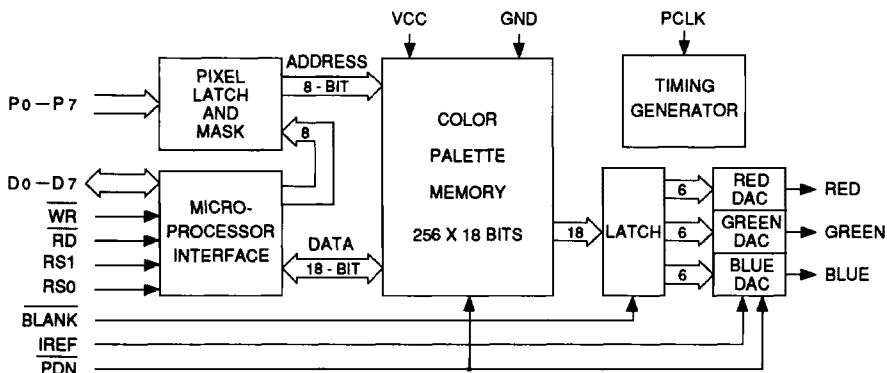 VCC
GND
PCLK
P0-P7
PIXEL
LATCH
AND
MASK
ADDRESS
8-BIT
8
COLOR
PALETTE
MEMORY
256 X 18 BITS
TIMING
GENERATOR
D0-D7
WR
RD
RS1
RS0
MICRO-
PROCESSOR
INTERFACE
DATA
18-BIT
18
LATCH
6
6
6
RED
DAC
GREEN
DAC
BLUE
DAC
RED
GREEN
BLUE
BLANK
IREF
PDN